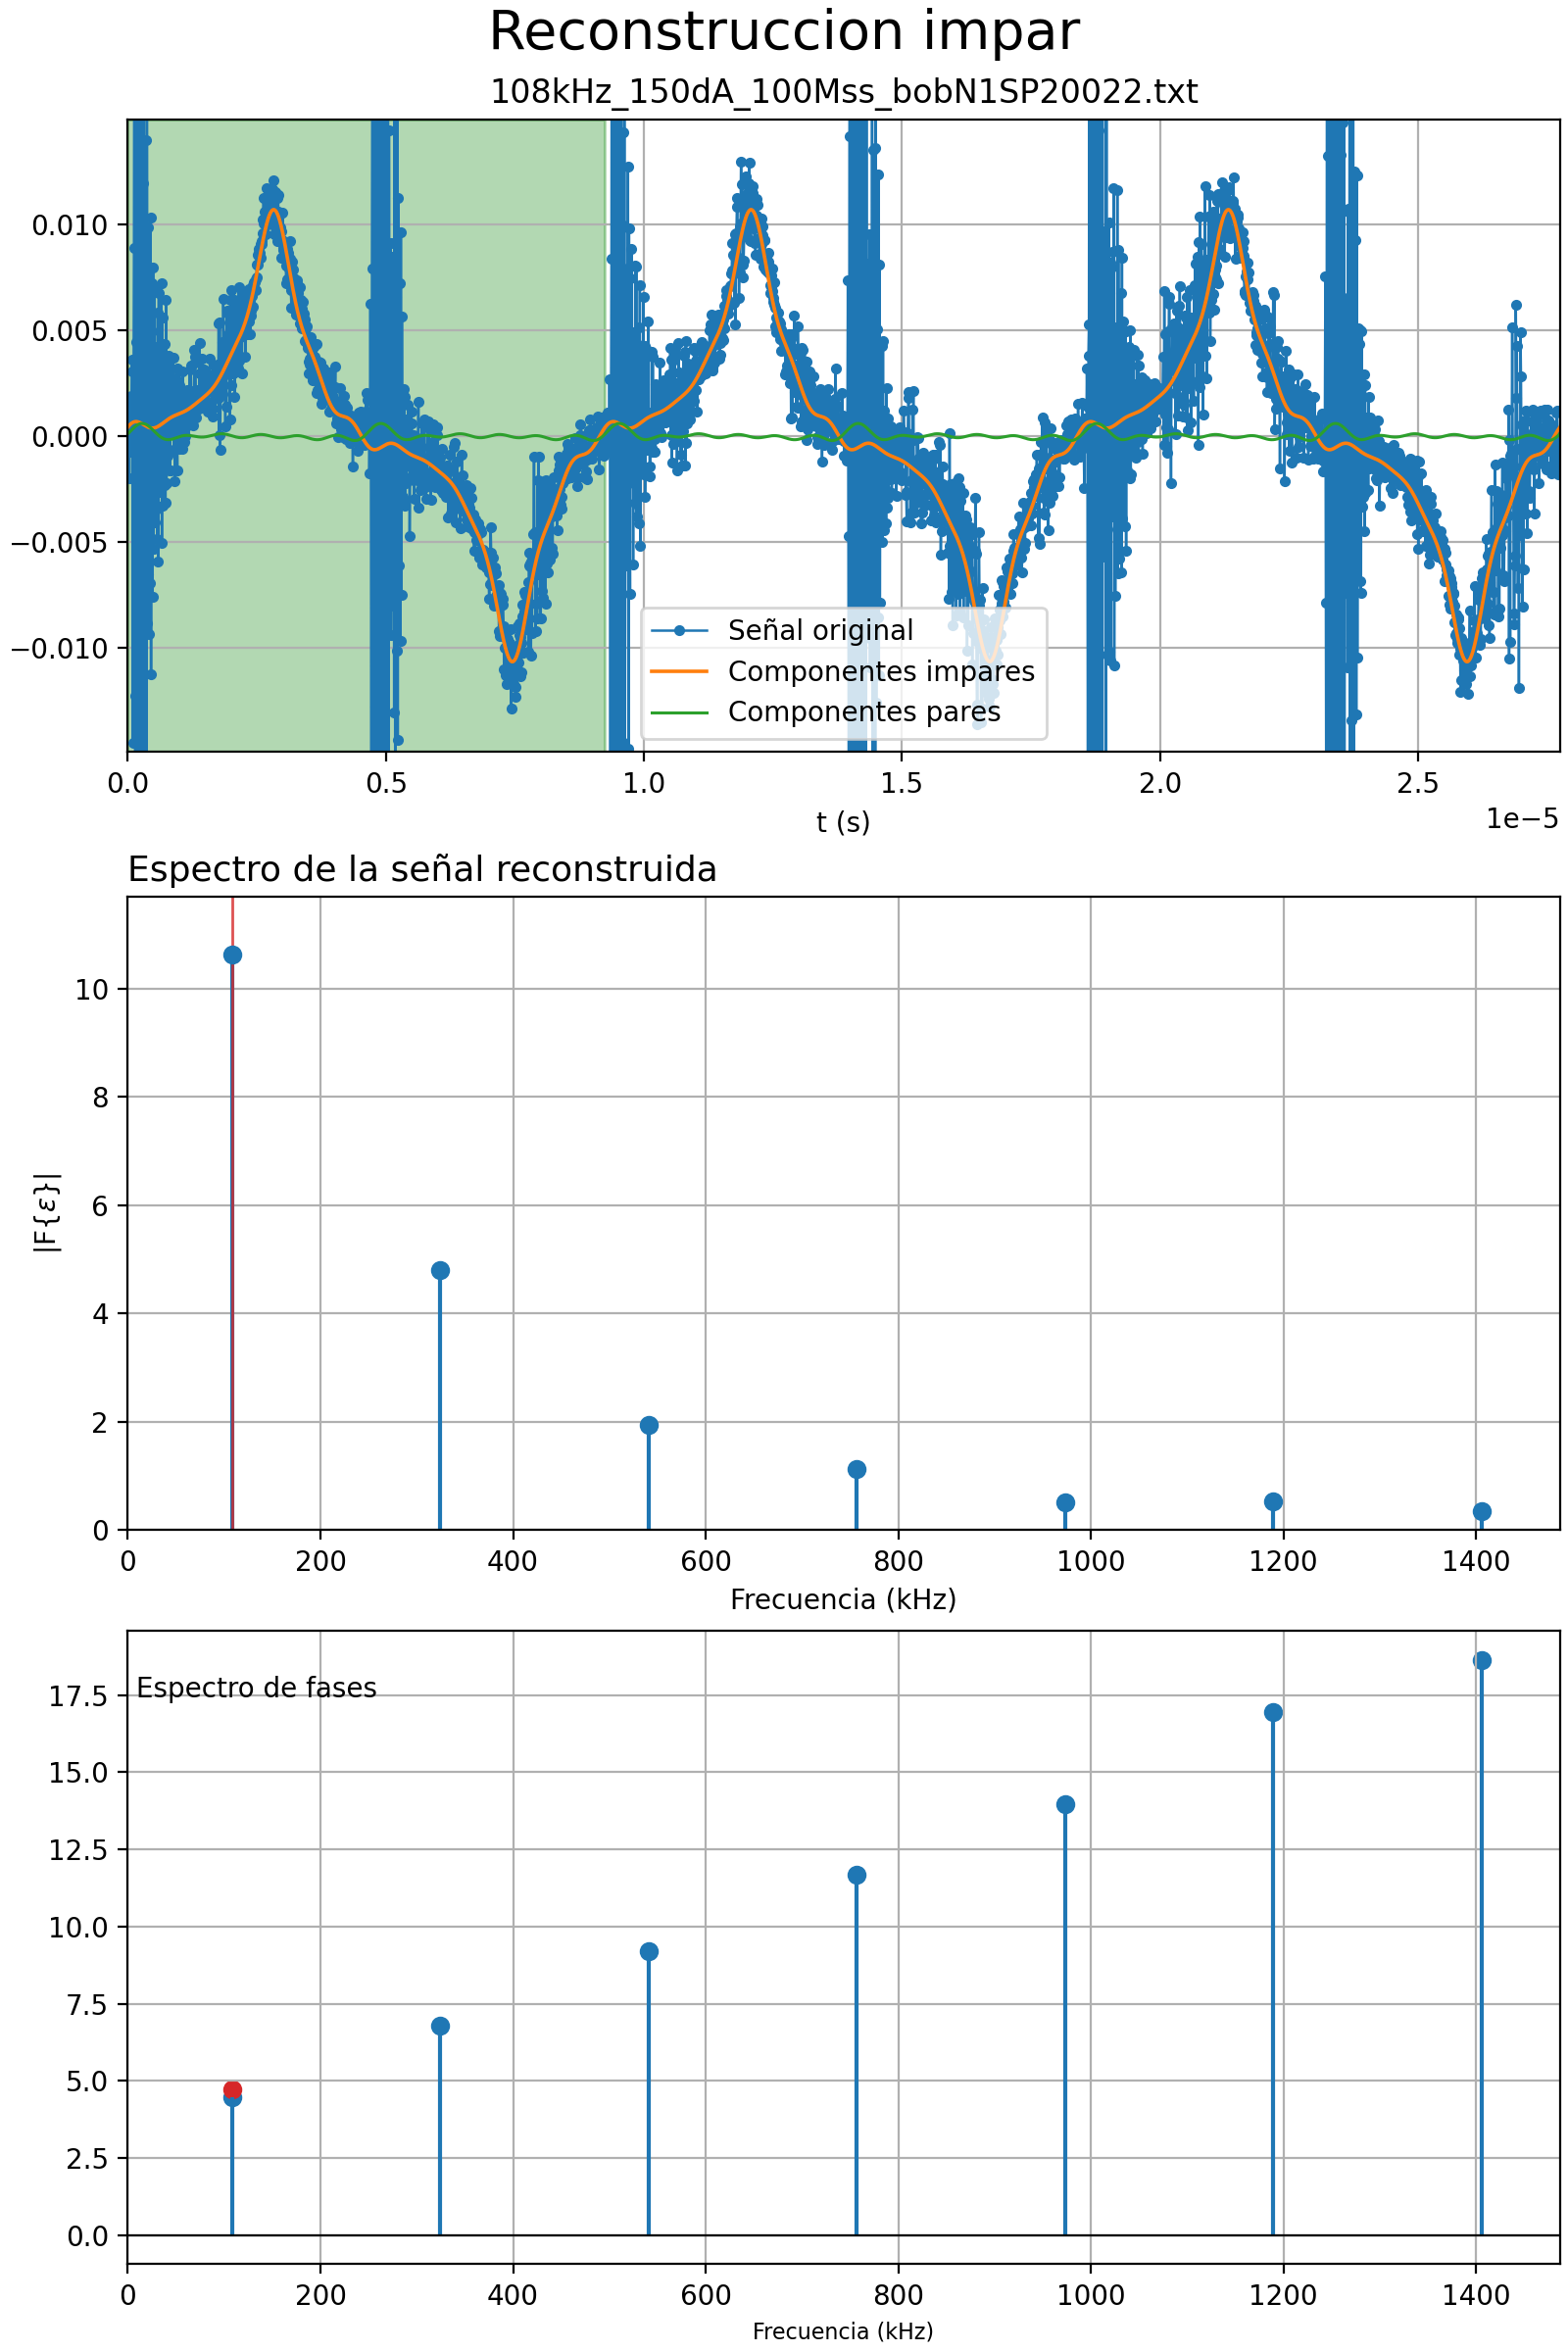 Reconstruccion impar
108kHz_150dA_100Mss_bobN1SP20022.txt
0.010
0.005
0.000
−0.005
−0.010
Señal original
Componentes impares
Componentes pares
0.0 0.5 1.0 1.5 2.0 2.5
1e−5
t (s)
Espectro de la señal reconstruida
10
8
6
4
2
0
|F{ε}|
0 200 400 600 800 1000 1200 1400
Frecuencia (kHz)
Espectro de fases
17.5
15.0
12.5
10.0
7.5
5.0
2.5
0.0
0 200 400 600 800 1000 1200 1400
Frecuencia (kHz)